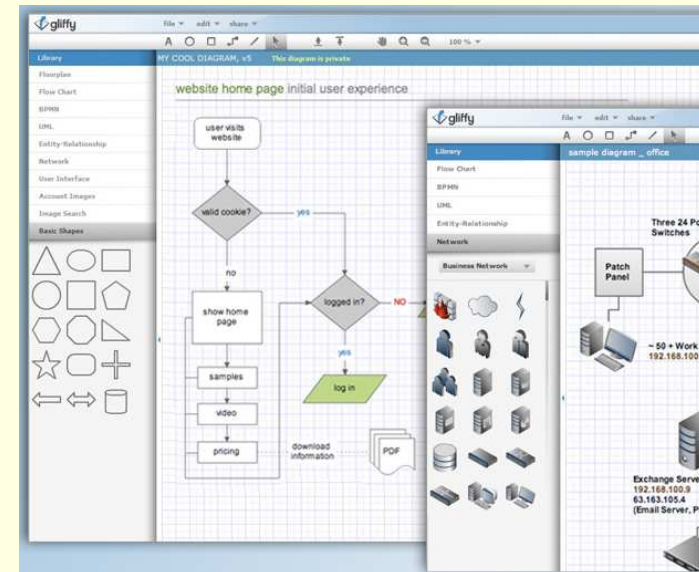 gliffy
file edit share
A
100 %
Library
MY COOL DIAGRAM, v5
This diagram is private
Floorplan
Flow Chart
BPMN
UML
Entity-Relationship
Network
User Interface
Account Images
Image Search
Basic Shapes
website home page initial user experience
user visits
website
valid cookie?
yes
no
show home
page
logged in?
NO
yes
log in
samples
video
pricing
download
information
PDF
gliffy
file edit share
A
Library
sample diagram _ office
Flow Chart
BPMN
UML
Entity-Relationship
Network
Business Network
Three 24 Po
Switches
Patch
Panel
~ 50 + Work
192.168.100
Exchange Serve
192.168.100.9
63.163.105.4
(Email Server, P